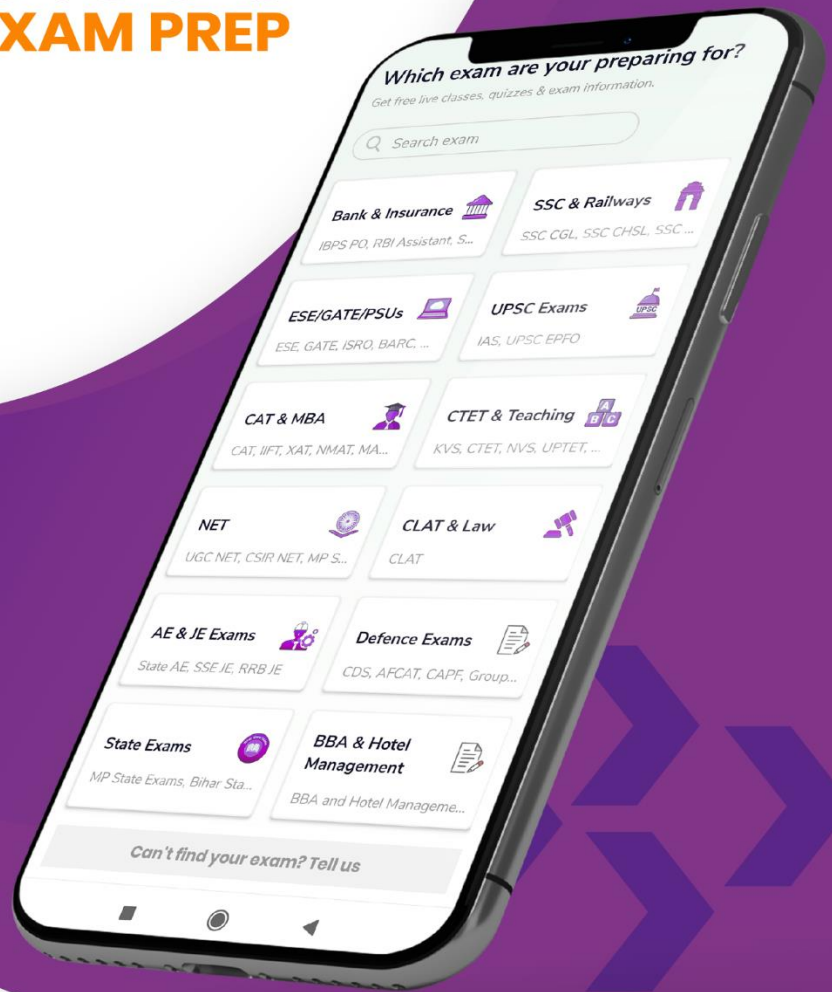 XAM PREP
Which exam are your preparing for?
Get free live classes, quizzes & exam information.
Search exam
Bank & Insurance
IBPS PO, RBI Assistant, S...
SSC & Railways
SSC CGL, SSC CHSL, SSC ...
ESE/GATE/PSUs
ESE, GATE, ISRO, BARC, ...
UPSC Exams
UPSC
IAS, UPSC EPFO
CAT & MBA
CAT, IIFT, XAT, NMAT, MA...
CTET & Teaching
A
B C
KVS, CTET, NVS, UPTET, ...
NET
UGC NET, CSIR NET, MP S...
CLAT & Law
CLAT
AE & JE Exams
State AE, SSE JE, RRB JE
Defence Exams
CDS, AFCAT, CAPF, Group...
State Exams
MP State Exams, Bihar Sta...
BBA & Hotel
Management
BBA and Hotel Manageme...
Can't find your exam? Tell us